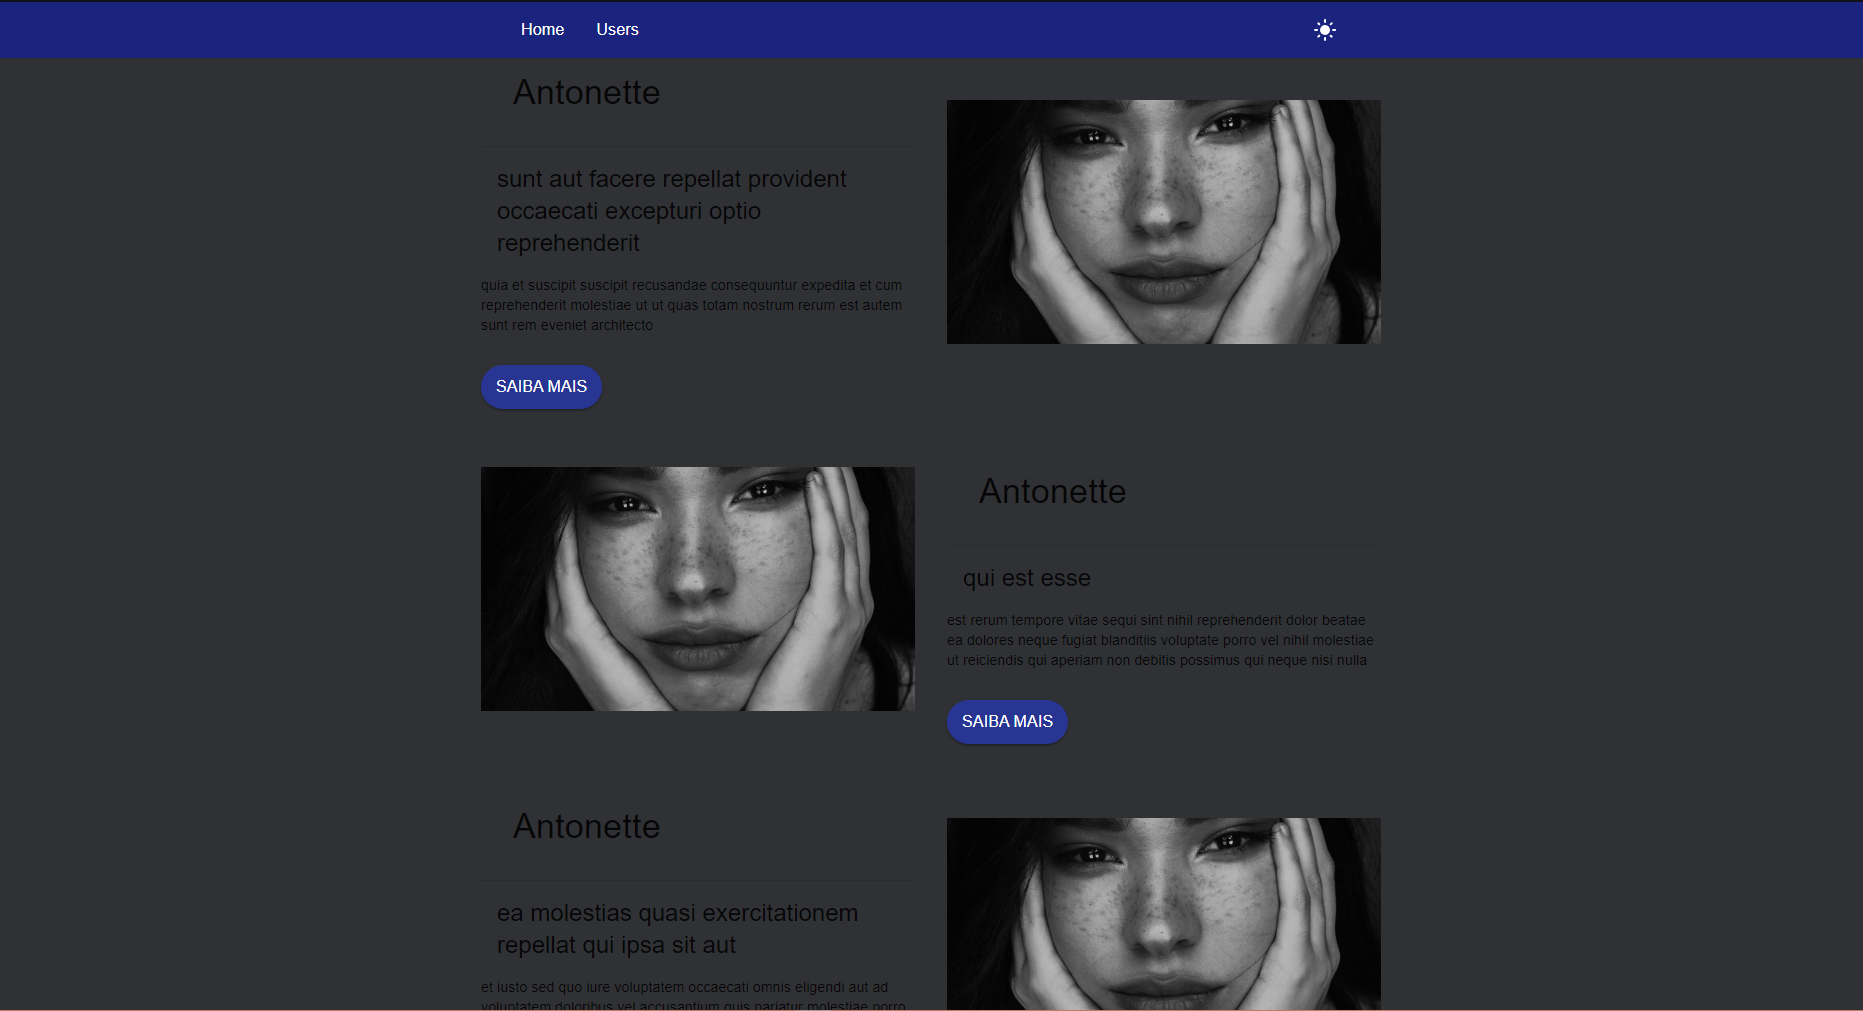 Home Users
Antonette
sunt aut facere repellat provident
occaecati excepturi optio
reprehenderit
quia et suscipit suscipit recusandae consequuntur expedita et cum
reprehenderit molestiae ut ut quas totam nostrum rerum est autem
sunt rem eveniet architecto
SAIBA MAIS
Antonette
qui est esse
est rerum tempore vitae sequi sint nihil reprehenderit dolor beatae
ea dolores neque fugiat blanditiis voluptate porro vel nihil molestiae
ut reiciendis qui aperiam non debitis possimus qui neque nisi nulla
SAIBA MAIS
Antonette
ea molestias quasi exercitationem
repellat qui ipsa sit aut
et iusto sed quo iure voluptatem occaecati omnis eligendi aut ad
voluptatem doloribus vel accusantium quis pariatur molestiae porro